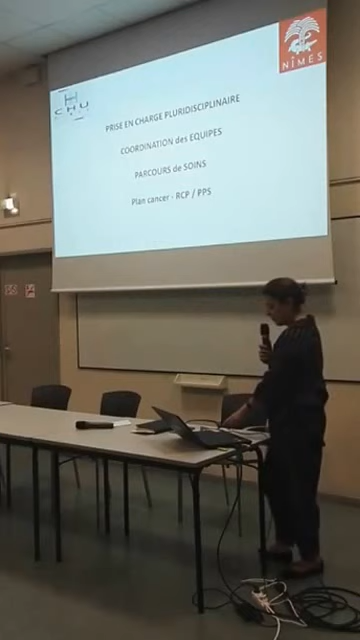 CHU
NÎMES
PRISE EN CHARGE PLURIDISCIPLINAIRE
COORDINATION des EQUIPES
PARCOURS de SOINS
Plan cancer - RCP / PPS